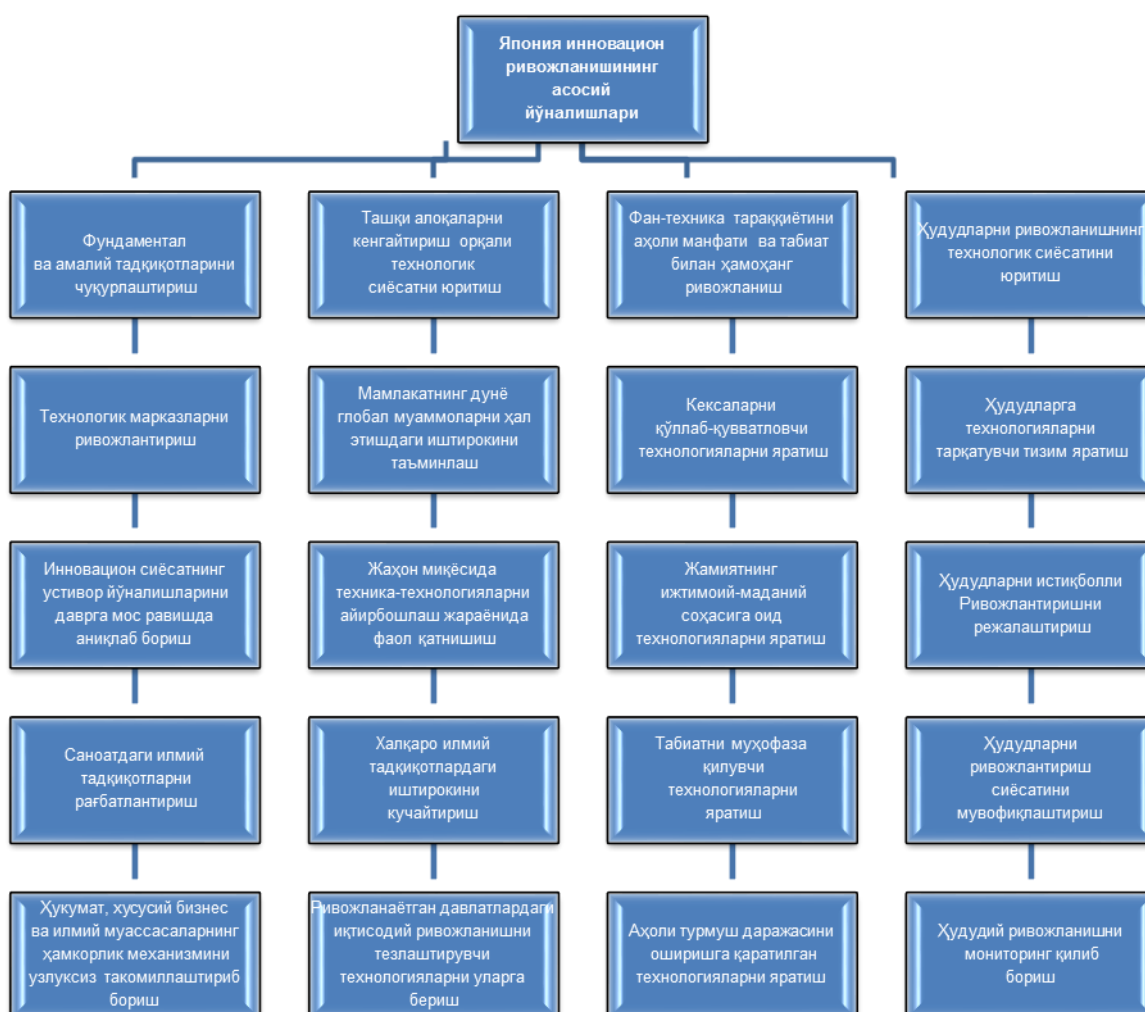 Япония инновацион
ривожланишининг
асосий
йўналишлари
Фундаментал
ва амалий тадқиқотларини
чуқурлаштириш
Ташқи алоқаларни
кенгайтириш орқали
технологик
сиёсатни юритиш
Фан-техника тараққиётини
аҳоли манфати ва табиат
билан ҳамоҳанг
ривожланиш
Ҳудудларни ривожланишнинг
технологик сиёсатини
юритиш
Технологик марказларни
ривожлантириш
Мамлакатнинг дунё
глобал муаммоларни ҳал
этишдаги иштирокини
таъминлаш
Кексаларни
қўллаб-қувватловчи
технологияларни яратиш
Ҳудудларга
технологияларни
тарқатувчи тизим яратиш
Инновацион сиёсатнинг
устивор йўналишларини
даврга мос равишда
аниқлаб бориш
Жаҳон миқёсида
техника-технологияларни
айирбошлаш жараёнида
фаол қатнишиш
Жамиятнинг
ижтимоий-маданий
соҳасига оид
технологияларни яратиш
Ҳудудларни истиқболли
Ривожлантиришни
режалаштириш
Саноатдаги илмий
тадқиқотларни
рағбатлантириш
Халқаро илмий
тадқиқотлардаги
иштирокини
кучайтириш
Табиатни муҳофаза
қилувчи
технологияларни
яратиш
Ҳудудларни
ривожлантириш
сиёсатини
мувофиқлаштириш
Ҳукумат, хусусий бизнес
ва илмий муассасаларнинг
ҳамкорлик механизмини
узлуксиз такомиллаштириб
бориш
Ривожланаётган давлатлардаги
иқтисодий ривожланишни
тезлаштирувчи
технологияларни уларга
бериш
Аҳоли турмуш даражасини
оширишга қаратилган
технологияларни яратиш
Ҳудудий ривожланишни
мониторинг қилиб
бориш